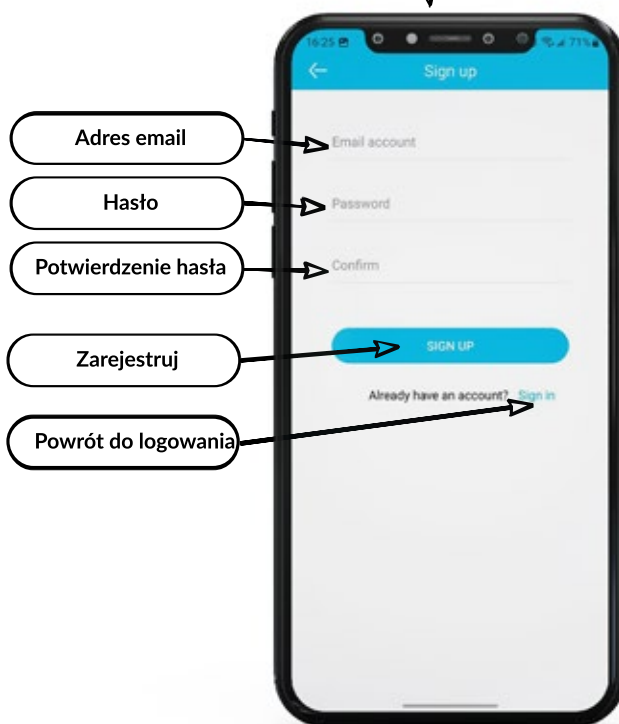 16:25 71%
Sign up
Adres email
Email account
Hasło
Password
Potwierdzenie hasła
Confirm
Zarejestruj
SIGN UP
Already have an account? Sign in
Powrót do logowania